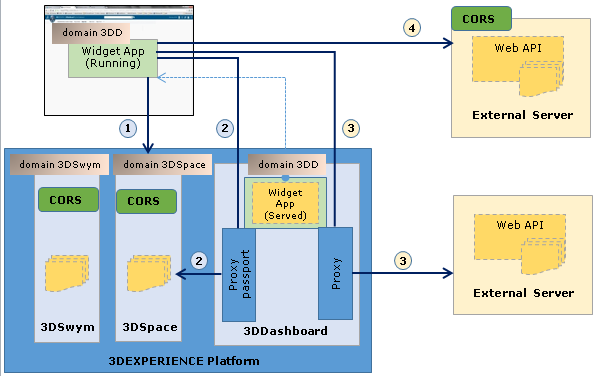 domain 3DD
Widget App
(Running)
4
CORS
Web API
External Server
1
2
3
domain 3DSwym
domain 3DSpace
domain 3DD
CORS
CORS
Widget
App
(Served)
Web API
Proxy
passport
Proxy
2
3
External Server
3DSwym
3DSpace
3DDashboard
3DEXPERIENCE Platform